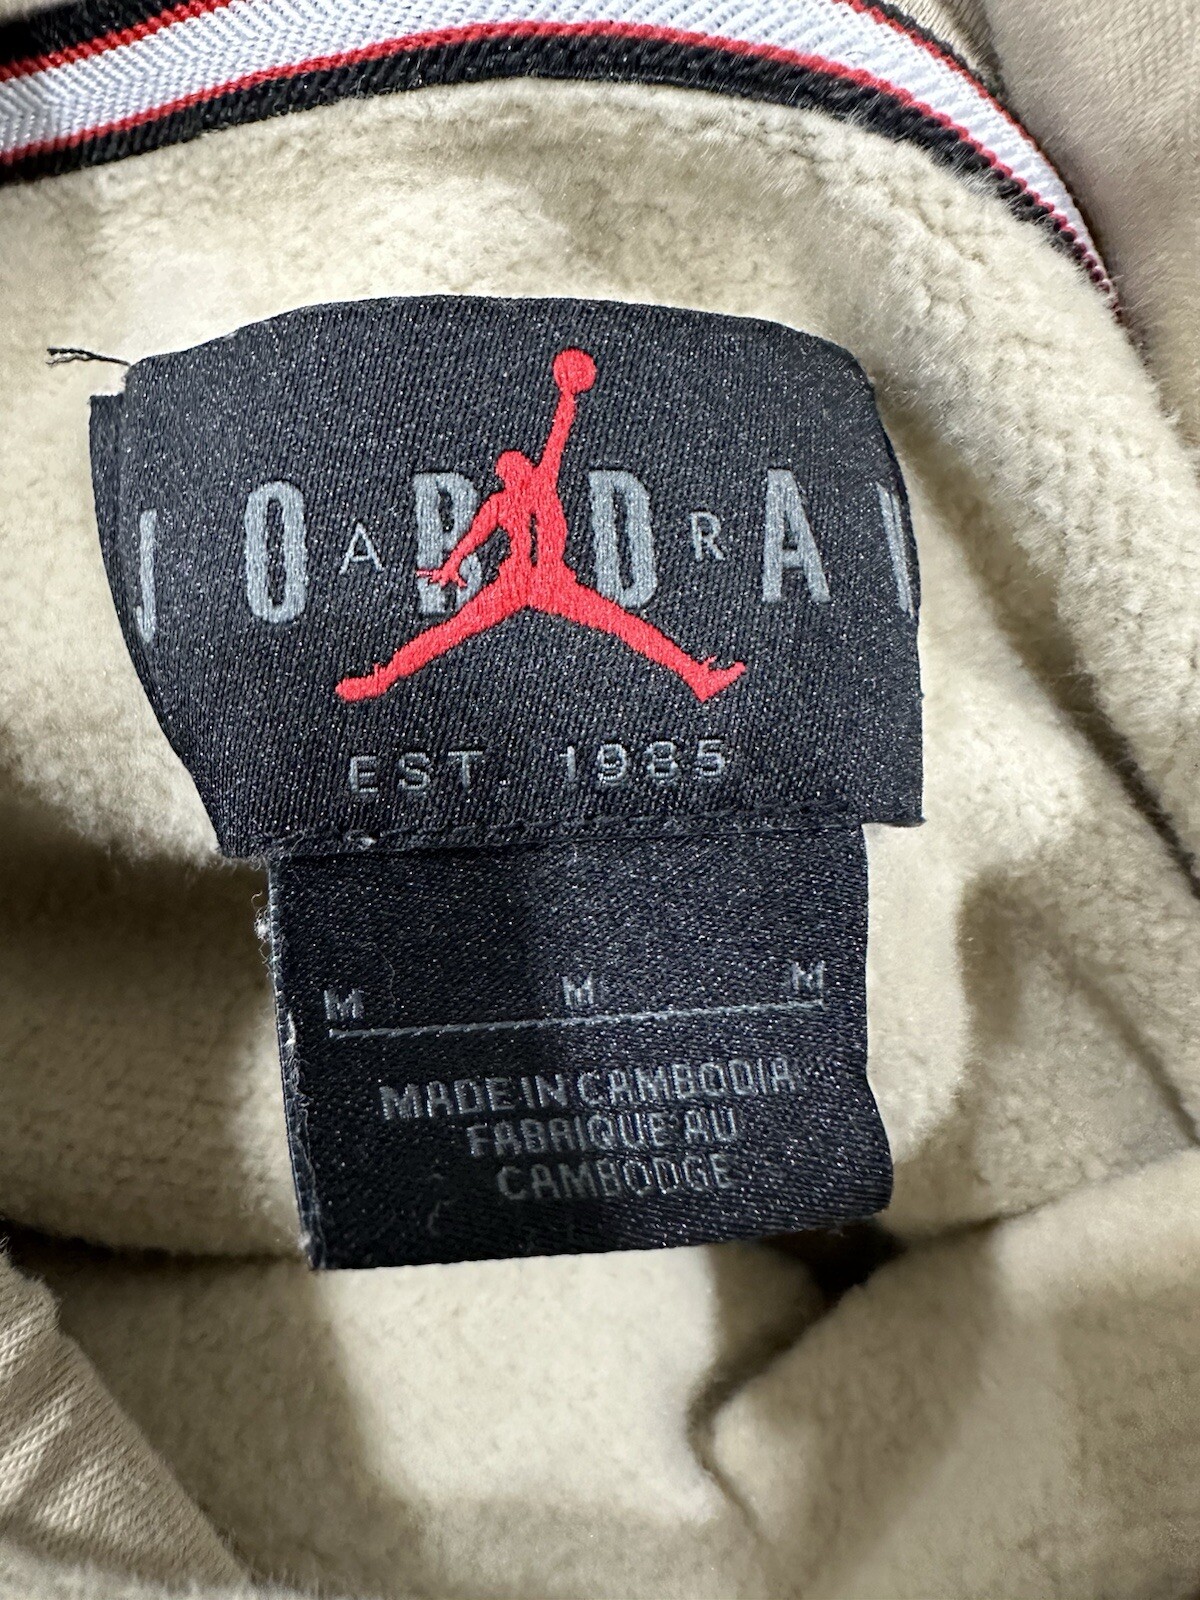 JORDAN
AIR
EST. 1985
M M M
MADE IN CAMBODIA
FABRIQUE AU
CAMBODGE